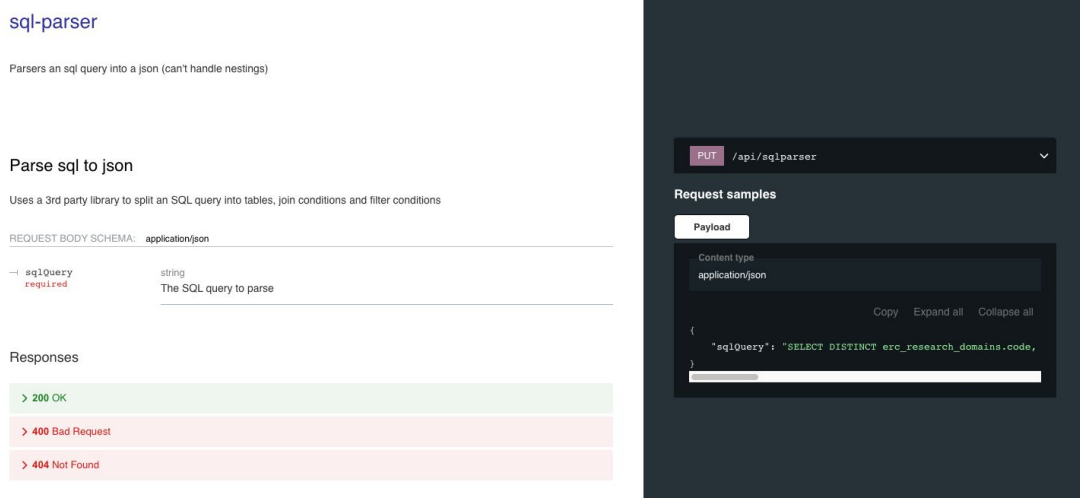 sql-parser
Parsers an sql query into a json (can't handle nestings)
Parse sql to json
Uses a 3rd party library to split an SQL query into tables, join conditions and filter conditions
REQUEST BODY SCHEMA: application/json
sqlQuery
required
string
The SQL query to parse
Responses
200 OK
400 Bad Request
404 Not Found
PUT /api/sqlparser
Request samples
Payload
Content type
application/json
Copy Expand all Collapse all
{
"sqlQuery": "SELECT DISTINCT erc_research_domains.code,
}